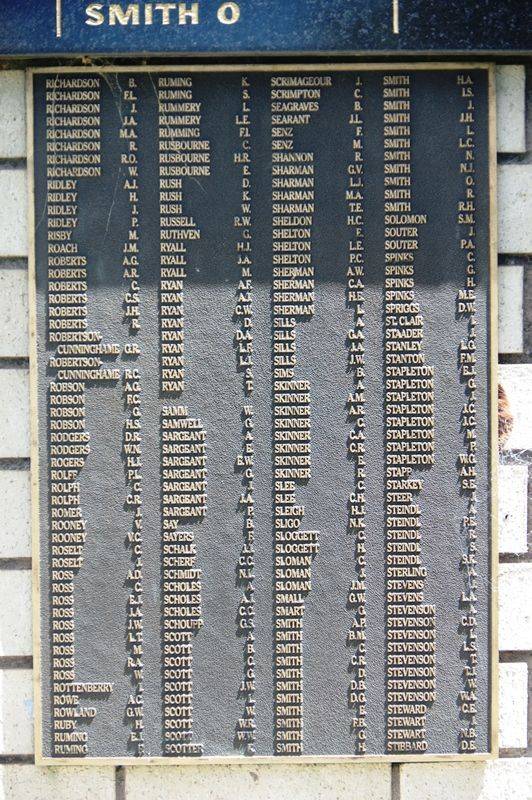 SMITH O
RICHARDSON B.
RICHARDSON F.L.
RICHARDSON J.
RICHARDSON J.A.
RICHARDSON M.A.
RICHARDSON R.
RICHARDSON R.O.
RICHARDSON W.
RIDLEY A.J.
RIDLEY H.
RIDLEY J.
RIDLEY P.
RISBY M.
ROACH J.M.
ROBERTS A.G.
ROBERTS A.R.
ROBERTS C.
ROBERTS C.S.
ROBERTS J.H.
ROBERTS R.
ROBERTSON-
CUNNINGHAME G.R.
ROBERTSON-
CUNNINGHAME R.C.
ROBSON A.G.
ROBSON F.C.
ROBSON G.
ROBSON H.S.
RODGERS D.R.
RODGERS W.N.
ROGERS H.J.
ROLFE P.L.
ROLPH C.
ROLPH C.R.
ROMER J.
ROONEY V.
ROONEY V.C.
ROSELT C.
ROSELT J.
ROSS A.D.
ROSS C.
ROSS E.J.
ROSS J.A.
ROSS J.W.
ROSS L.T.
ROSS M.
ROSS R.A.
ROSS W.
ROTTENBERRY
ROWE A.C.
ROWLAND G.W.
RUBY H.
RUMING E.J.
RUMING
RUMING K.
RUMING S.
RUMMERY L.
RUMMERY L.E.
RUMMING F.J.
RUSBOURNE C.
RUSBOURNE H.R.
RUSBOURNE E.
RUSH D.
RUSH K.
RUSH W.
RUSSELL R.W.
RUTHVEN G.
RYALL H.J.
RYALL J.A.
RYALL M.
RYAN A.F.
RYAN A.J.
RYAN C.W.
RYAN D.
RYAN D.A.
RYAN L.F.
RYAN L.J.
RYAN S.
RYAN T.
SAMM W.
SAMWELL G.
SARGEANT A.
SARGEANT E.
SARGEANT E.W.
SARGEANT G.
SARGEANT J.
SARGEANT J.A.
SARGEANT P.
SAY B.
SAYERS F.
SCHALK J.
SCHERF C.C.
SCHMIDT N.L.
SCHOLES A.
SCHOLES A.J.
SCHOLES C.C.
SCHOUPP G.S.
SCOTT A.
SCOTT B.
SCOTT C.
SCOTT G.
SCOTT J.W.
SCOTT L.
SCOTT W.
SCOTT W.R.
SCOTT W.W.
SCOTTER K.
SCRIMAGEOUR J.
SCRIMPTON C.
SEAGRAVES B.
SEARANT J.L.
SENZ F.
SENZ M.
SHANNON R.
SHARMAN G.V.
SHARMAN L.J.
SHARMAN M.A.
SHARMAN T.E.
SHELDON H.C.
SHELTON E.
SHELTON L.E.
SHELTON P.C.
SHERMAN A.W.
SHERMAN C.A.
SHERMAN H.E.
SHERMAN L.
SILLS A.
SILLS G.A.
SILLS J.A.
SILLS J.W.
SIMS B.
SKINNER A.
SKINNER A.M.
SKINNER A.R.
SKINNER C.
SKINNER C.A.
SKINNER C.R.
SKINNER E.
SKINNER R.
SLEE C.
SLEE C.H.
SLEIGH H.J.
SLIGO N.K.
SLOGGETT C.
SLOGGETT H.
SLOMAN C.
SLOMAN J.
SLOMAN J.M.
SMALL G.W.
SMART G.
SMITH A.P.
SMITH B.M.
SMITH C.
SMITH C.R.
SMITH D.
SMITH D.B.
SMITH D.G.
SMITH E.
SMITH F.B.
SMITH G.
SMITH H.
SMITH H.A.
SMITH I.S.
SMITH J.
SMITH J.H.
SMITH L.
SMITH L.C.
SMITH N.
SMITH N.J.
SMITH O.
SMITH R.
SMITH R.H.
SOLOMON S.M.
SOUTER J.
SOUTER P.A.
SPINKS C.
SPINKS G.
SPINKS H.
SPINKS M.E.
SPRIGGS D.W.
ST. CLAIR
STAADER
STANLEY L.G.
STANTON F.M.
STAPLETON E.J.
STAPLETON G.
STAPLETON J.
STAPLETON J.C.
STAPLETON J.C.
STAPLETON M.
STAPLETON P.
STAPLETON W.G.
STAPP A.H.
STARKEY S.E.
STEER
STEINDL A.
STEINDL P.E.
STEINDL R.
STEINDL S.
STEINDL S.K.
STERLING
STEVENS E.
STEVENS L.A.
STEVENSON A.
STEVENSON C.D.
STEVENSON L.
STEVENSON L.S.
STEVENSON T.
STEVENSON T.J.
STEVENSON W.
STEVENSON W.A.
STEWARD C.E.
STEWART
STEWART N.B.
STIBBARD D.E.